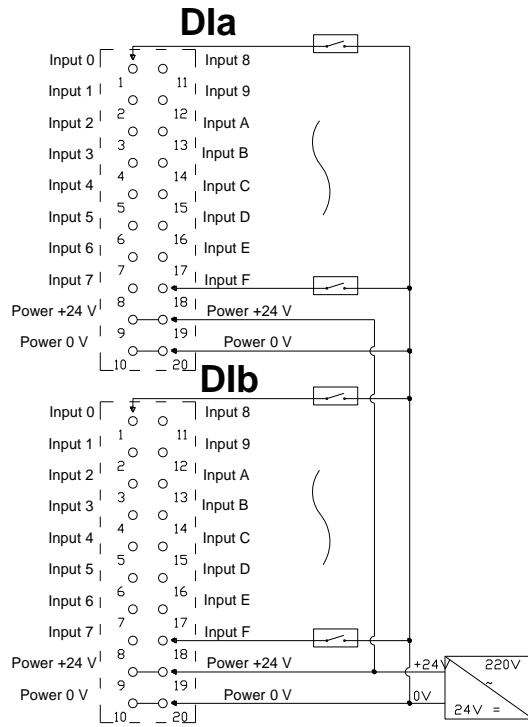 DIa
Input 0 Input 8
1 11
Input 1 Input 9
2 12
Input 2 Input A
3 13
Input 3 Input B
4 14
Input 4 Input C
5 15
Input 5 Input D
6 16
Input 6 Input E
7 17
Input 7 Input F
8 18
Power +24 V Power +24 V
9 19
Power 0 V Power 0 V
10 20
DIb
Input 0 Input 8
1 11
Input 1 Input 9
2 12
Input 2 Input A
3 13
Input 3 Input B
4 14
Input 4 Input C
5 15
Input 5 Input D
6 16
Input 6 Input E
7 17
Input 7 Input F
8 18
Power +24 V Power +24 V +24V 220V
~
9 19
Power 0 V Power 0 V 0V 24V =
10 20